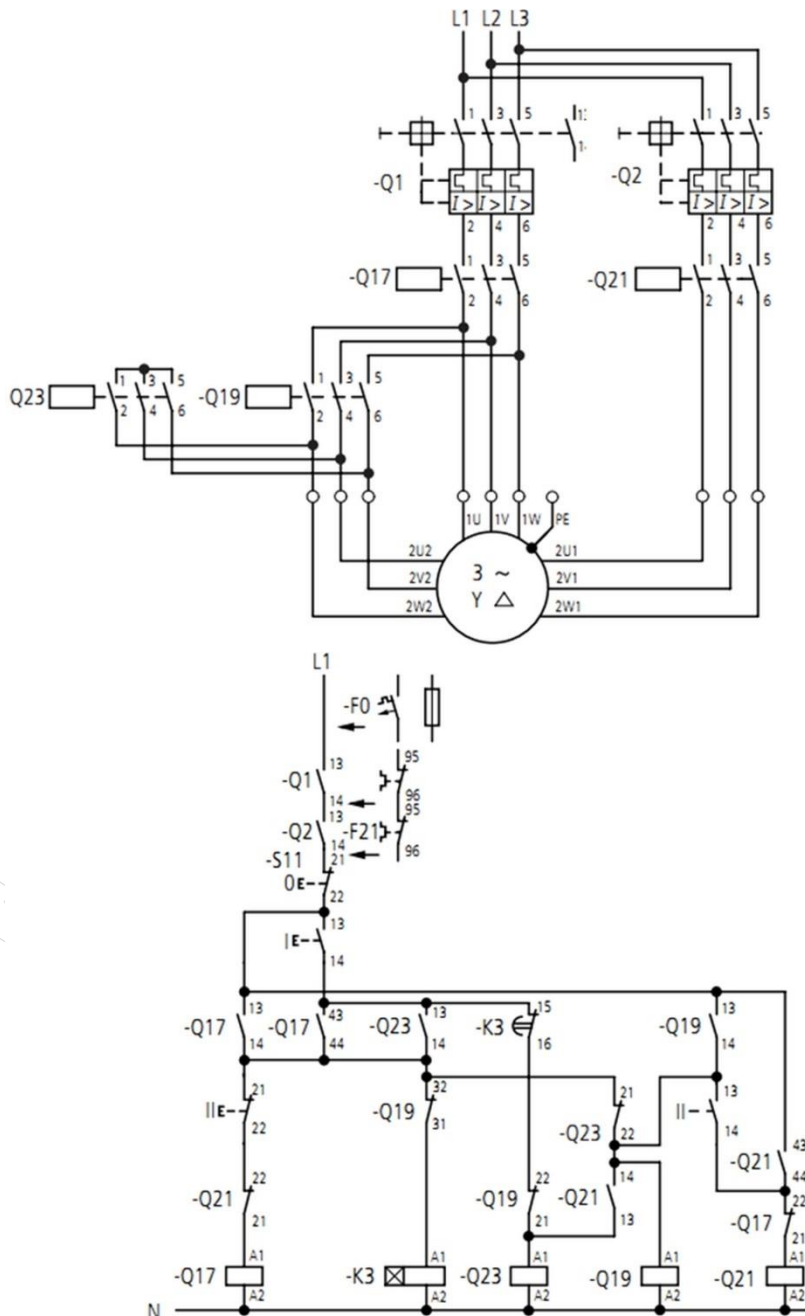 L1 L2 L3
1 3 5 13 1 3 5
-Q1 -Q2
I> I> I> I> I> I>
2 4 6 2 4 6
1 3 5 1 3 5
-Q17 -Q21
2 4 6 2 4 6
1 3 5 1 3 5
Q23 -Q19
2 4 6 2 4 6
1U 1V 1W PE
2U2 2U1
3 ~
2V2 2V1
Y △
2W2 2W1
L1
-F0
13 95
-Q1
14 96
13 95
-Q2 -F21
14 96
-S11 21
0E
22
13
IE
14
13 43 13 15 13
-Q17 -Q17 -Q23 -K3 -Q19
14 44 14 16 14
21 32 21 13
IIE -Q19 II
22 31 -Q23 22 14
43
-Q21
44
22 22 14 22
-Q21 -Q19 -Q21 -Q17
21 21 13 21
A1 A1 A1 A1 A1
-Q17 -K3 -Q23 -Q19 -Q21
A2 A2 A2 A2 A2
N